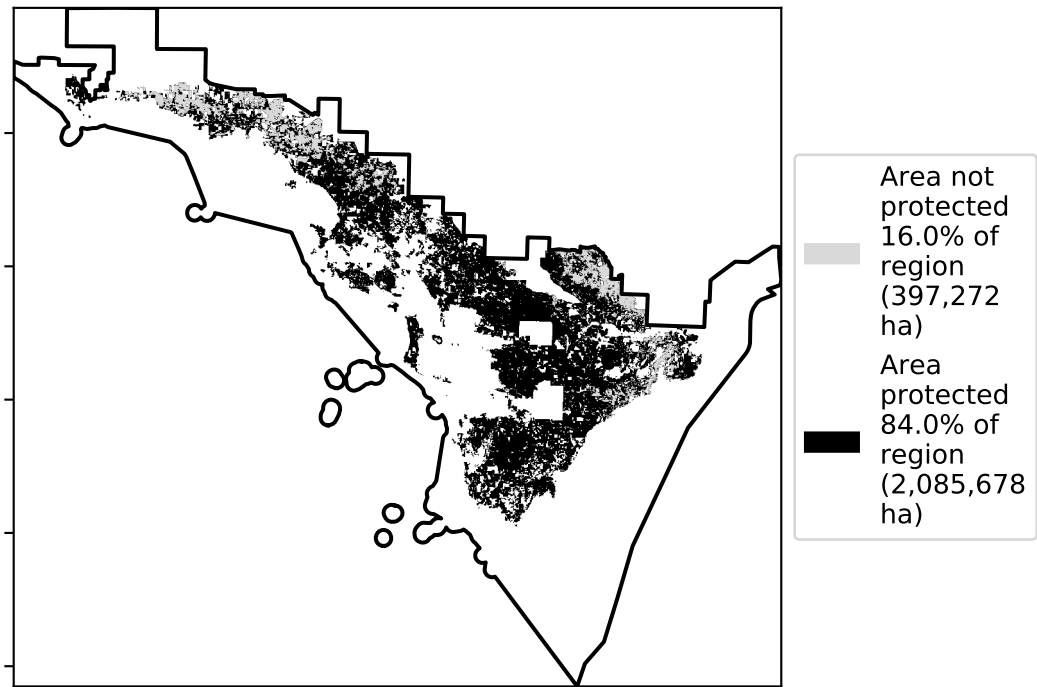 Area not
protected
16.0% of
region
(397,272
ha)
Area
protected
84.0% of
region
(2,085,678
ha)